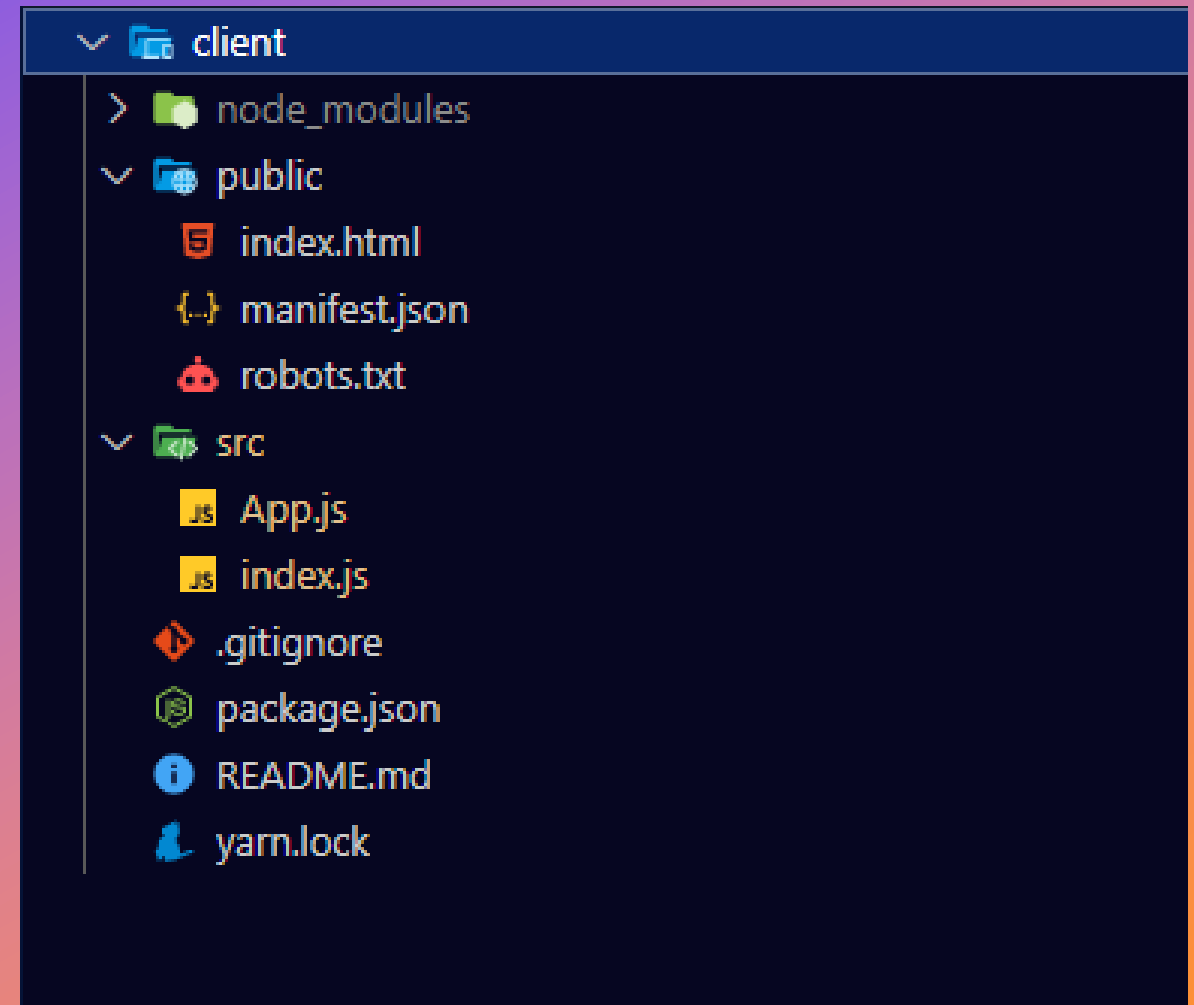 client
node_modules
public
index.html
manifest.json
robots.txt
src
App.js
index.js
.gitignore
package.json
README.md
yarn.lock